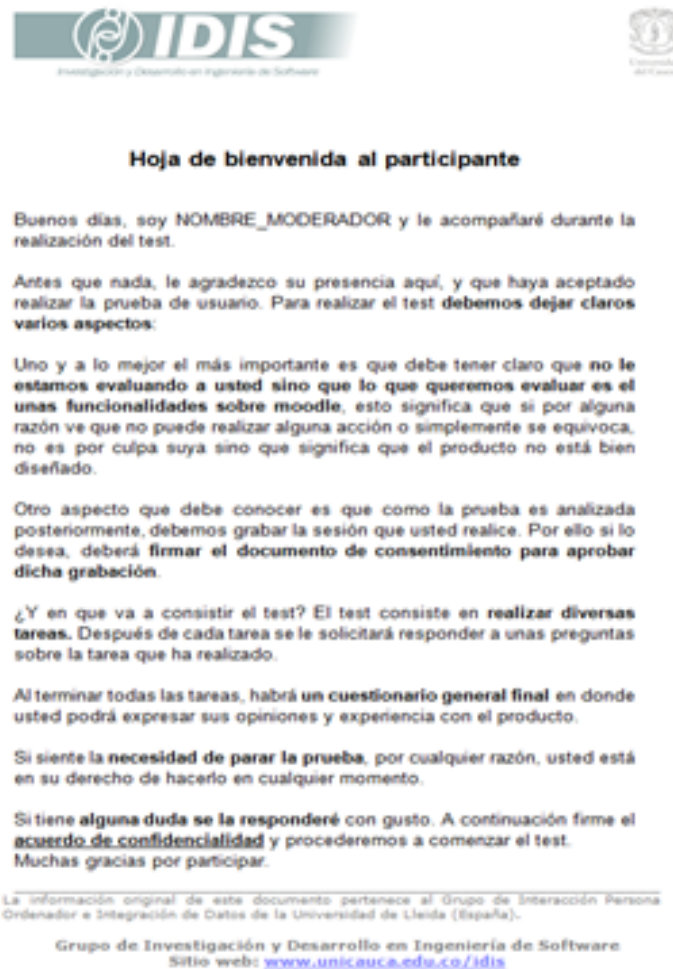 IDIS
Investigación y Desarrollo en Ingeniería de Software
Universidad
del Cauca
Hoja de bienvenida al participante
Buenos días, soy NOMBRE_MODERADOR y le acompañaré durante la
realización del test.
Antes que nada, le agradezco su presencia aquí, y que haya aceptado
realizar la prueba de usuario. Para realizar el test debemos dejar claros
varios aspectos:
Uno y a lo mejor el más importante es que debe tener claro que no le
estamos evaluando a usted sino que lo que queremos evaluar es el
unas funcionalidades sobre moodle, esto significa que si por alguna
razón ve que no puede realizar alguna acción o simplemente se equivoca,
no es por culpa suya sino que significa que el producto no está bien
diseñado.
Otro aspecto que debe conocer es que como la prueba es analizada
posteriormente, debemos grabar la sesión que usted realice. Por ello si lo
desea, deberá firmar el documento de consentimiento para aprobar
dicha grabación.
¿Y en que va a consistir el test? El test consiste en realizar diversas
tareas. Después de cada tarea se le solicitará responder a unas preguntas
sobre la tarea que ha realizado.
Al terminar todas las tareas, habrá un cuestionario general final en donde
usted podrá expresar sus opiniones y experiencia con el producto.
Si siente la necesidad de parar la prueba, por cualquier razón, usted está
en su derecho de hacerlo en cualquier momento.
Si tiene alguna duda se la responderé con gusto. A continuación firme el
acuerdo de confidencialidad y procederemos a comenzar el test.
Muchas gracias por participar.
La información original de este documento pertenece al Grupo de Interacción Persona
Ordenador e Integración de Datos de la Universidad de Lleida (España).
Grupo de Investigación y Desarrollo en Ingeniería de Software
Sitio web: www.unicauca.edu.co/idis